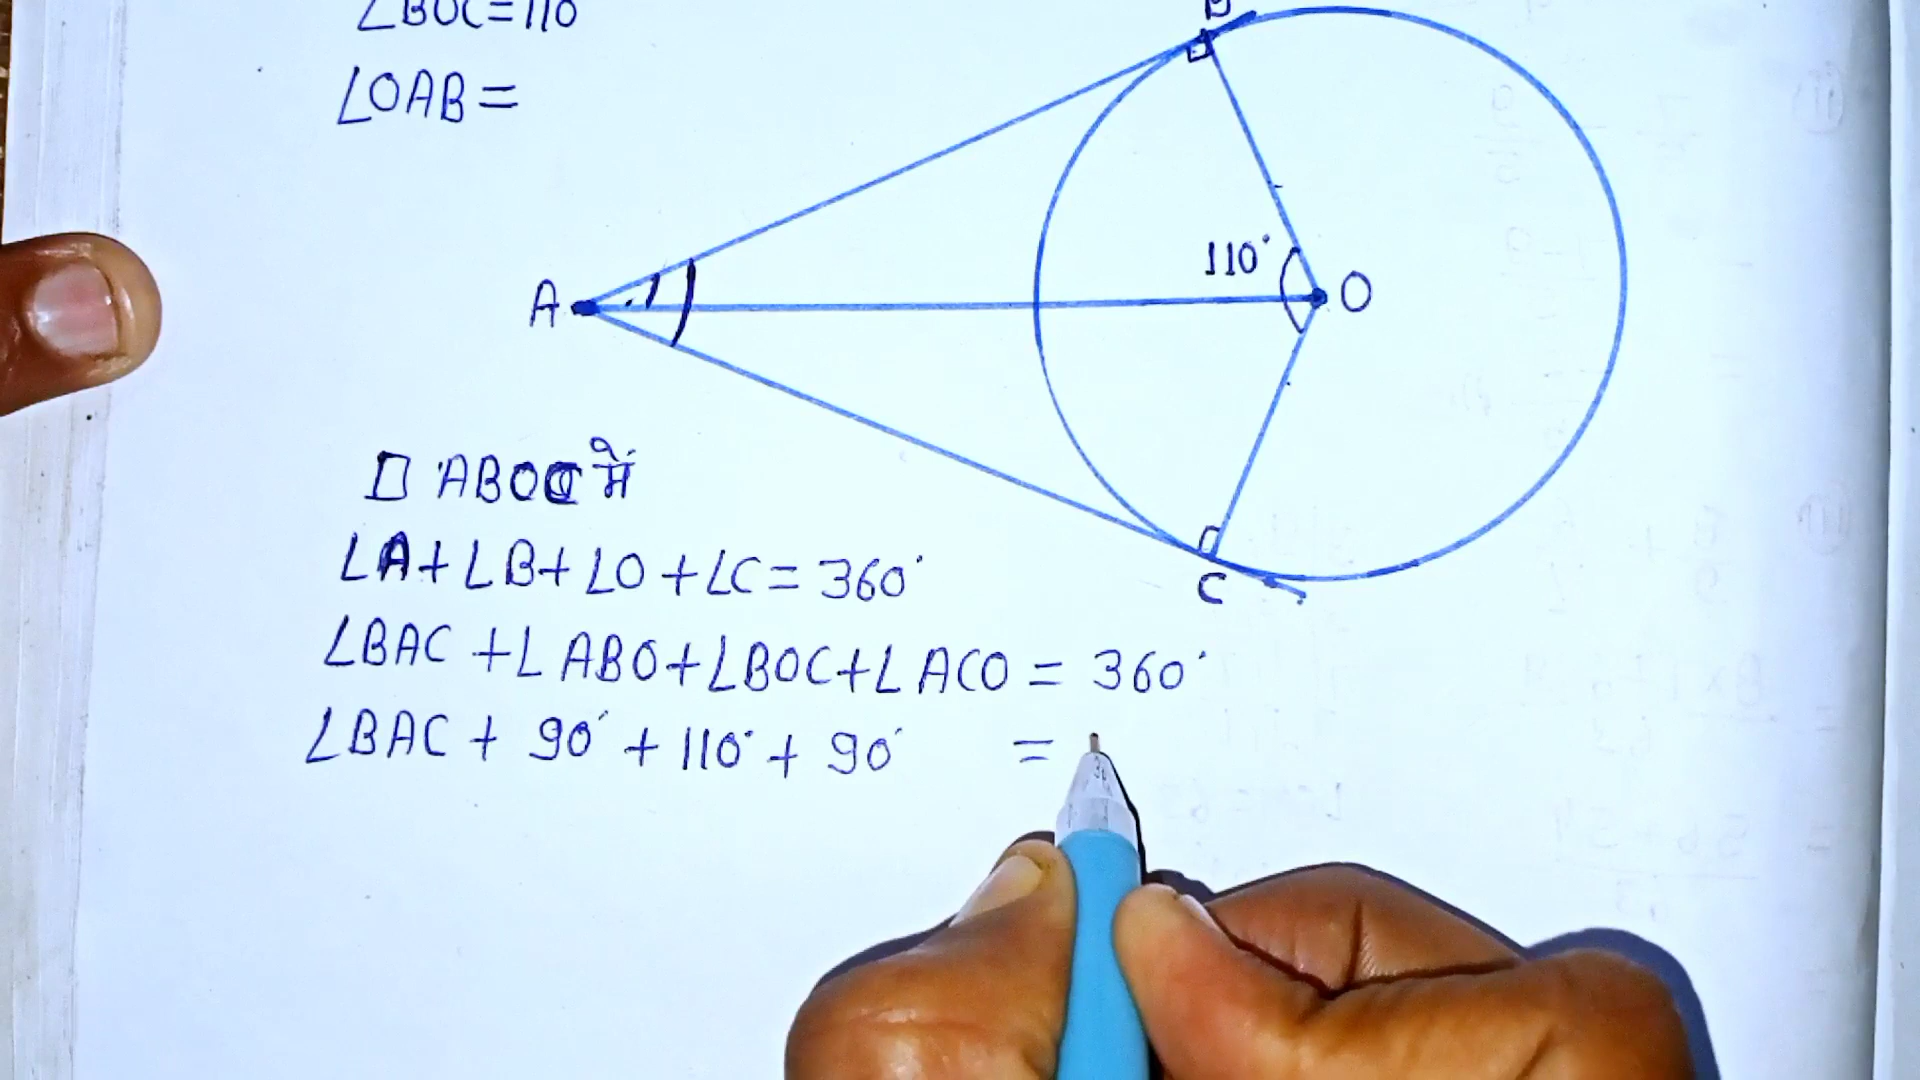 ∠BOC=110
∠OAB=
B
110°
A
O
□ ABOC में
∠A+∠B+∠O+∠C=360°
C
∠BAC+∠ABO+∠BOC+∠ACO=360°
∠BAC+90°+110°+90° =